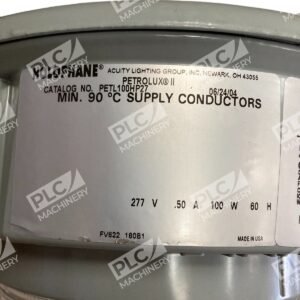 HOLOPHANE ACUITY LIGHTING GROUP, INC. NEWARK, OH 43055
PETROLUX® II
CATALOG NO. PETL100HP27 06/24/04
MIN. 90 °C SUPPLY CONDUCTORS
277 V .50 A 100 W 60 H
FV622 18081 MADE IN USA
PLC MACHINERY